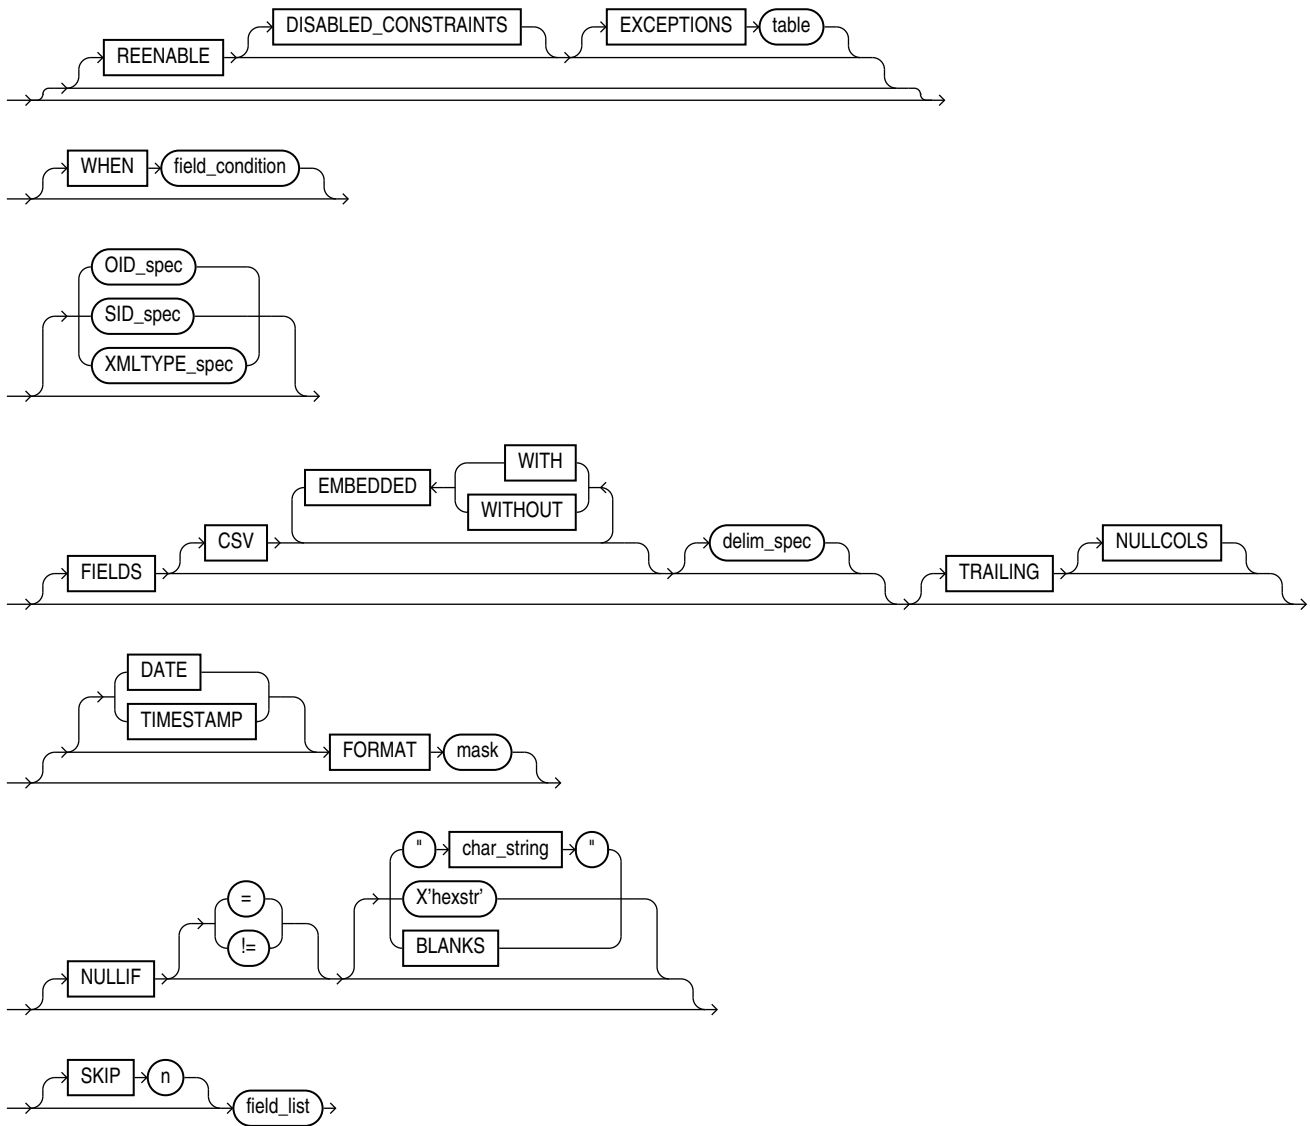 REENABLE DISABLED_CONSTRAINTS EXCEPTIONS table
WHEN field_condition
OID_spec
SID_spec
XMLTYPE_spec
FIELDS CSV EMBEDDED WITH
WITHOUT
delim_spec TRAILING NULLCOLS
DATE
TIMESTAMP
FORMAT mask
NULLIF =
!=
" char_string "
X'hexstr'
BLANKS
SKIP n field_list